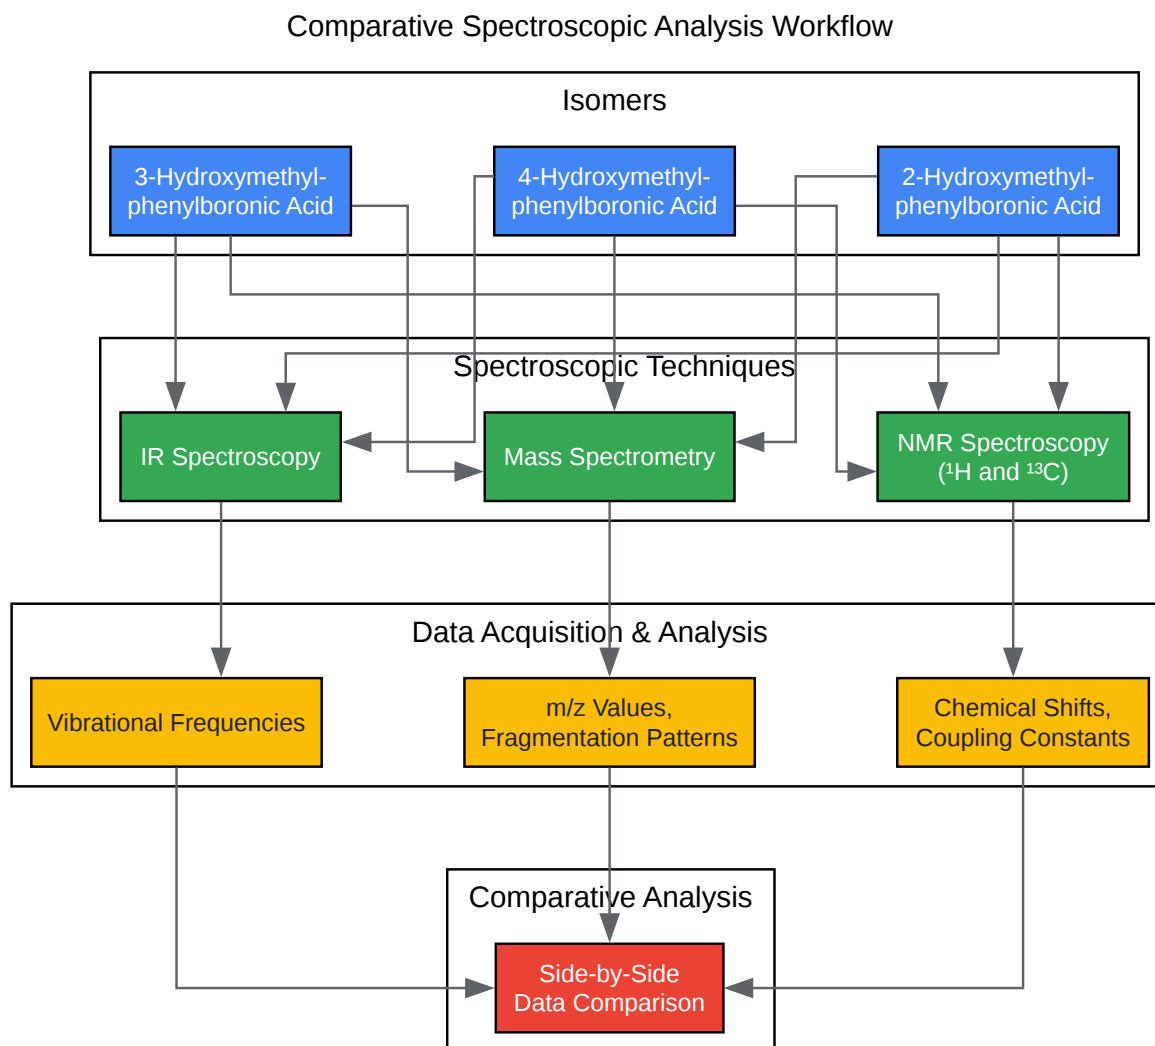 Comparative Spectroscopic Analysis Workflow
Isomers
3-Hydroxymethyl-
phenylboronic Acid
4-Hydroxymethyl-
phenylboronic Acid
2-Hydroxymethyl-
phenylboronic Acid
Spectroscopic Techniques
IR Spectroscopy
Mass Spectrometry
NMR Spectroscopy
(¹H and ¹³C)
Data Acquisition & Analysis
Vibrational Frequencies
m/z Values,
Fragmentation Patterns
Chemical Shifts,
Coupling Constants
Comparative Analysis
Side-by-Side
Data Comparison